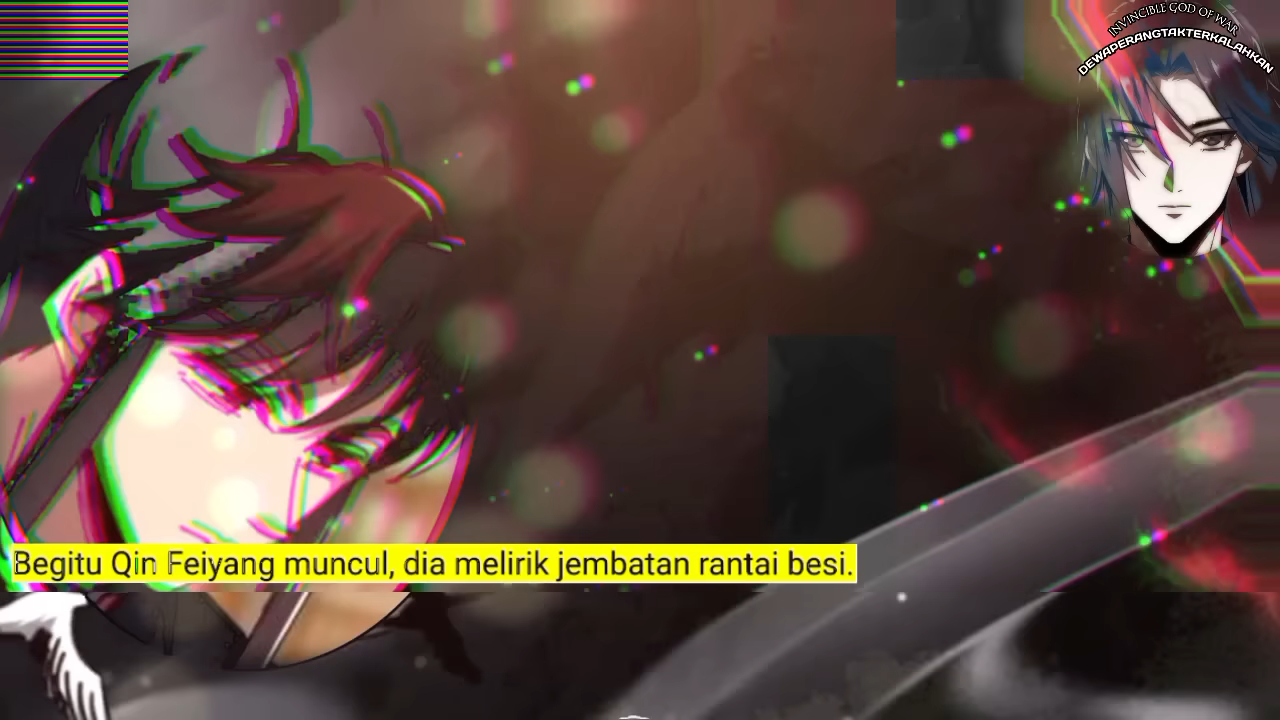 INVINCIBLE GOD OF WAR
DEWAPERANGTAKTERKALAHKAN
Begitu Qin Feiyang muncul, dia melirik jembatan rantai besi.